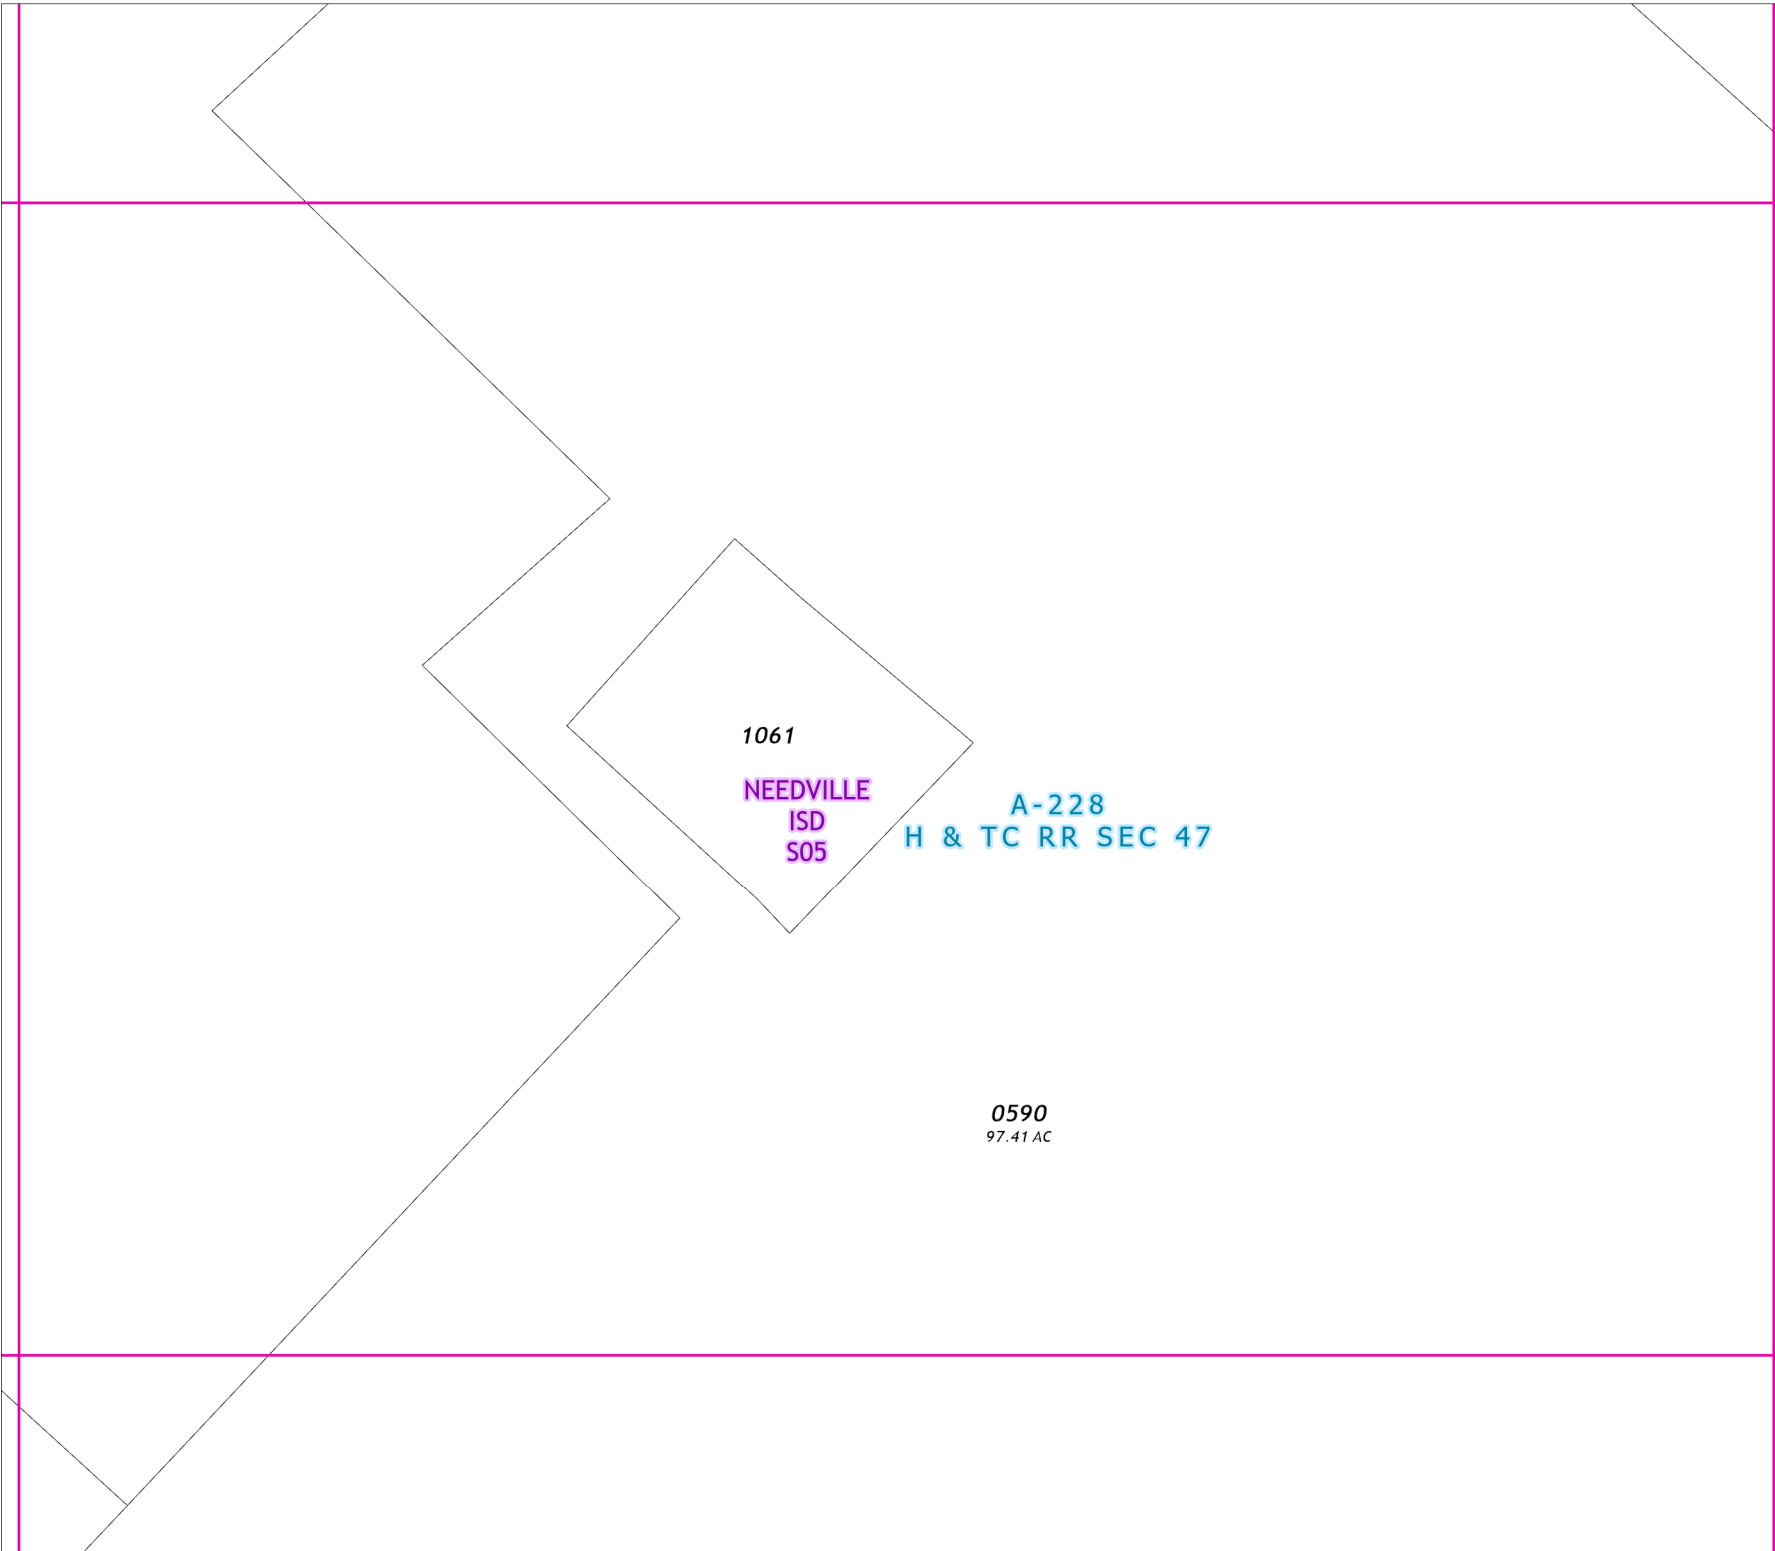 1061
NEEDVILLE
ISD
S05
A-228
H & TC RR SEC 47
0590
97.41 AC